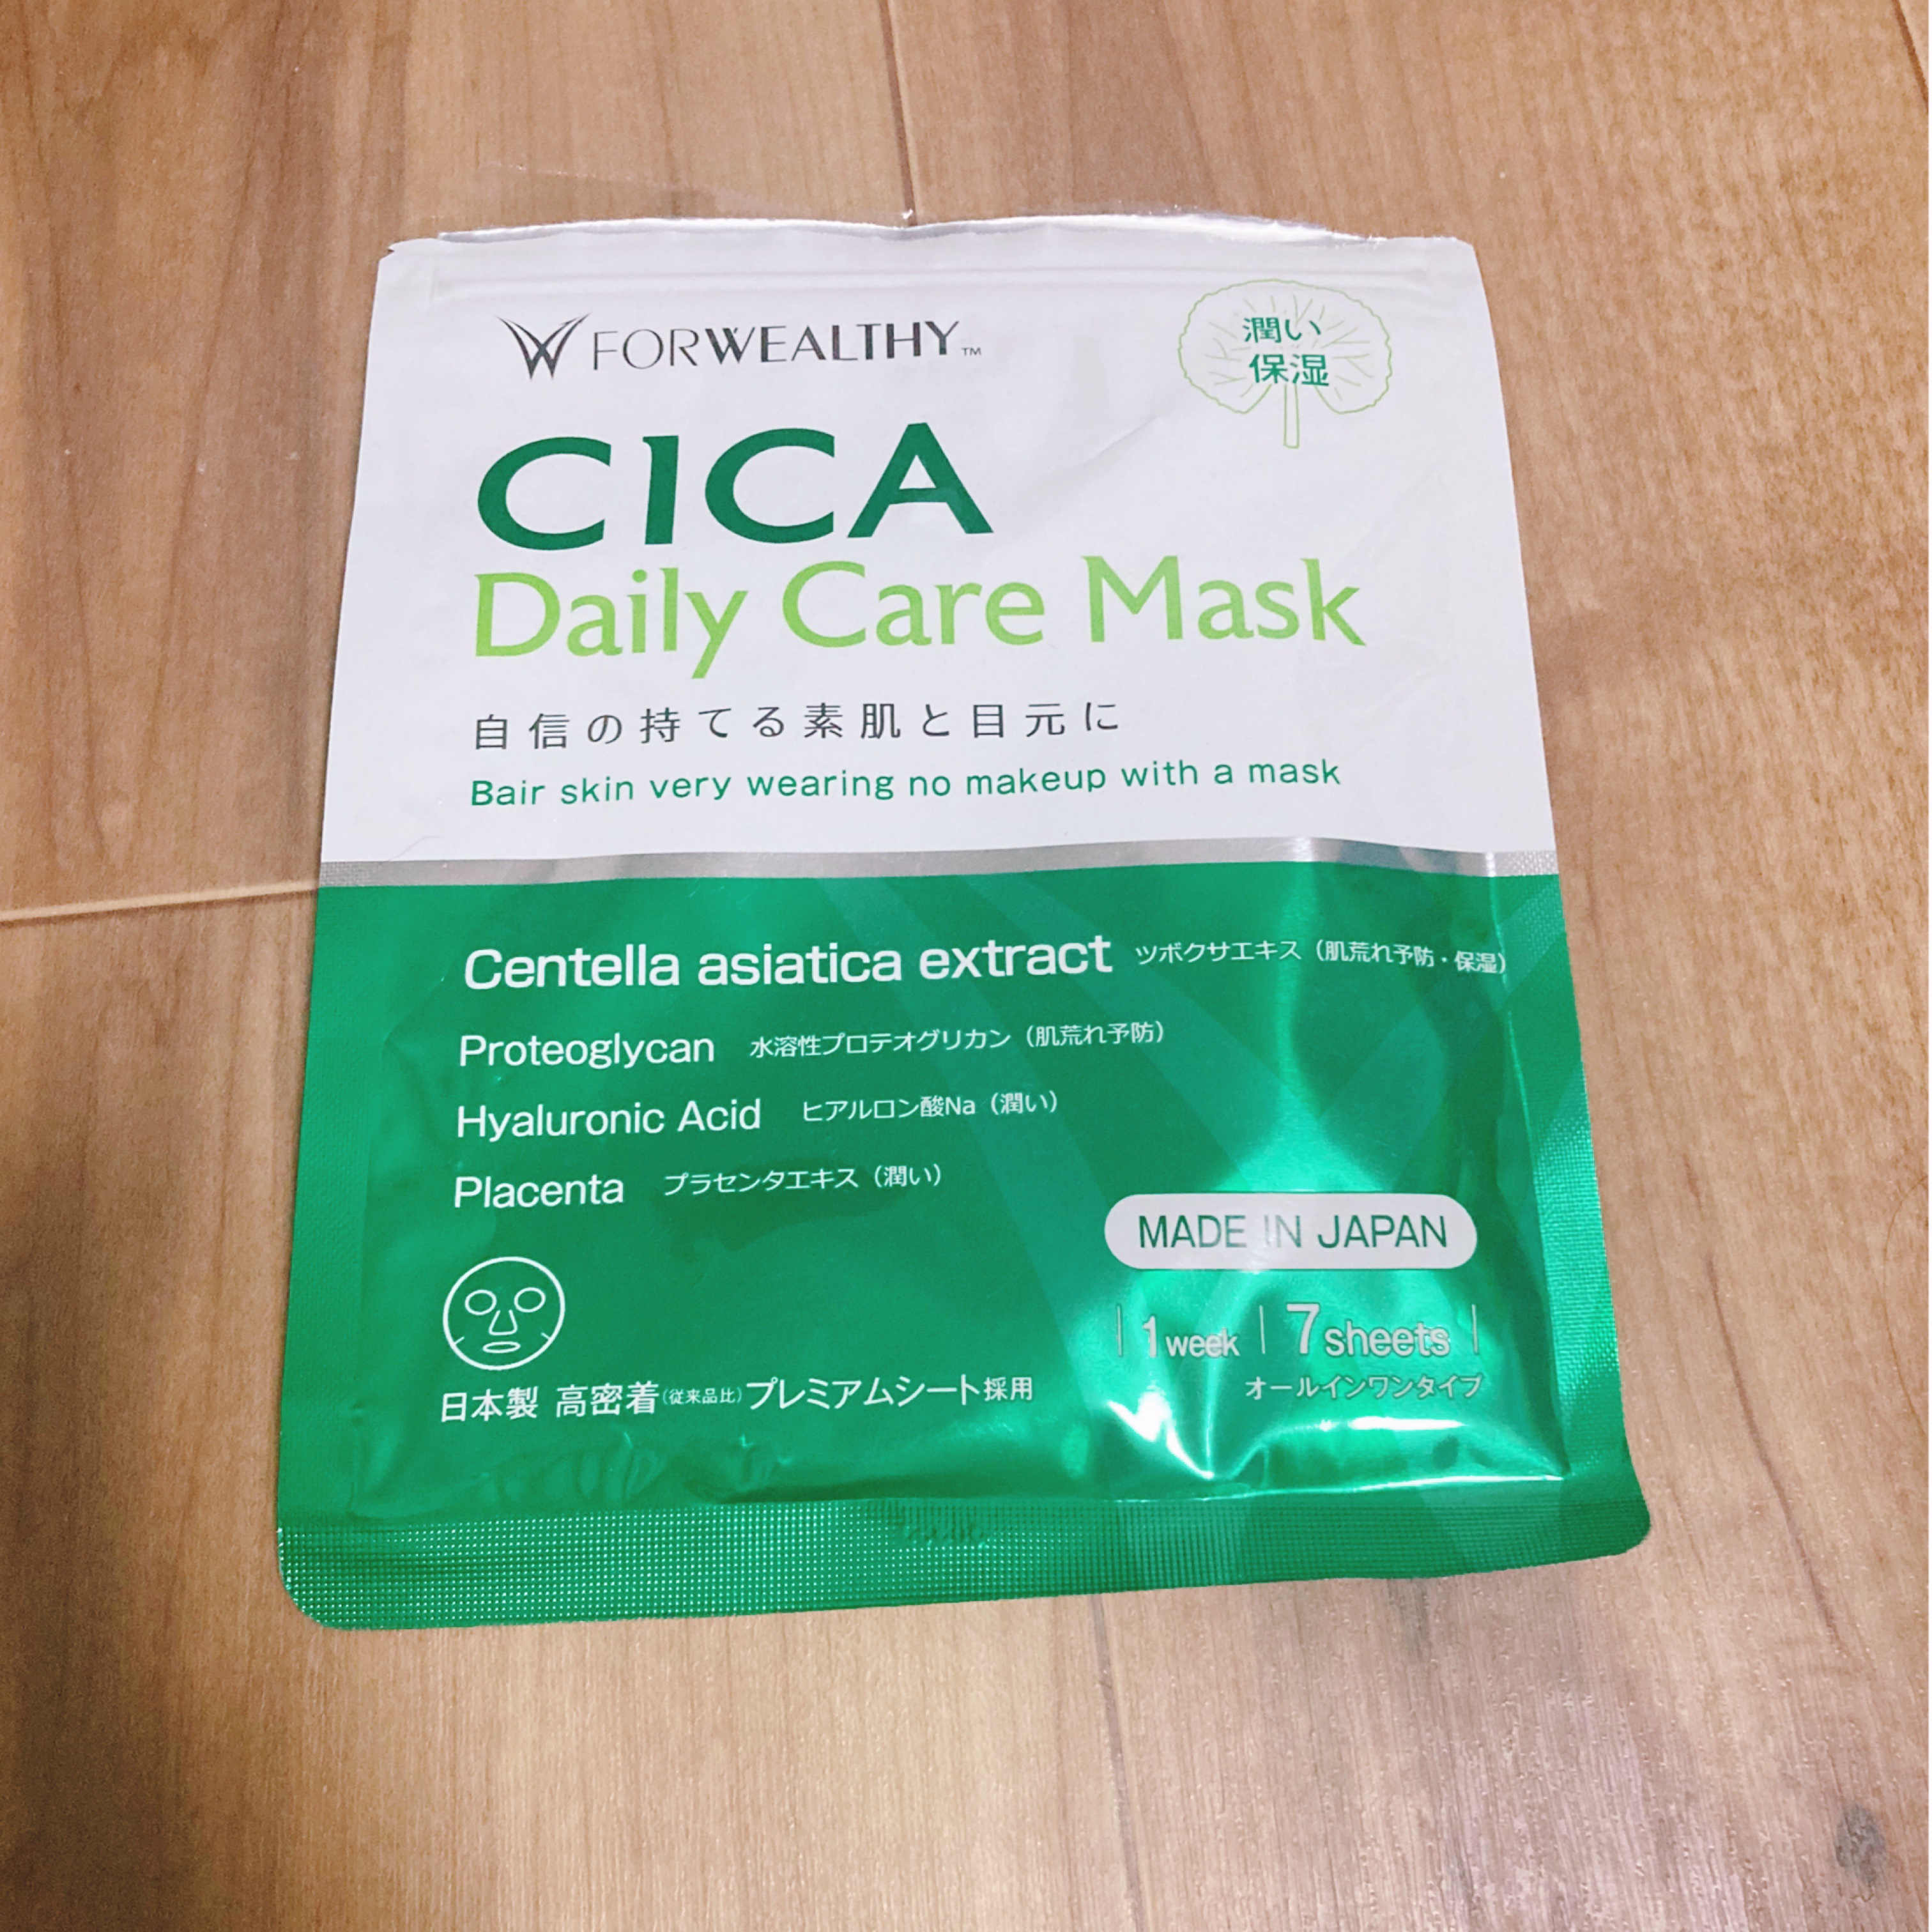 FORWEALTHY™
潤い
保湿
CICA
Daily Care Mask
自信の持てる素肌と目元に
Bair skin very wearing no makeup with a mask
Centella asiatica extract ツボクサエキス（肌荒れ予防・保湿）
Proteoglycan 水溶性プロテオグリカン（肌荒れ予防）
Hyaluronic Acid ヒアルロン酸Na（潤い）
Placenta プラセンタエキス（潤い）
MADE IN JAPAN
1 week 7 sheets
オールインワンタイプ
日本製 高密着（従来品比）プレミアムシート採用